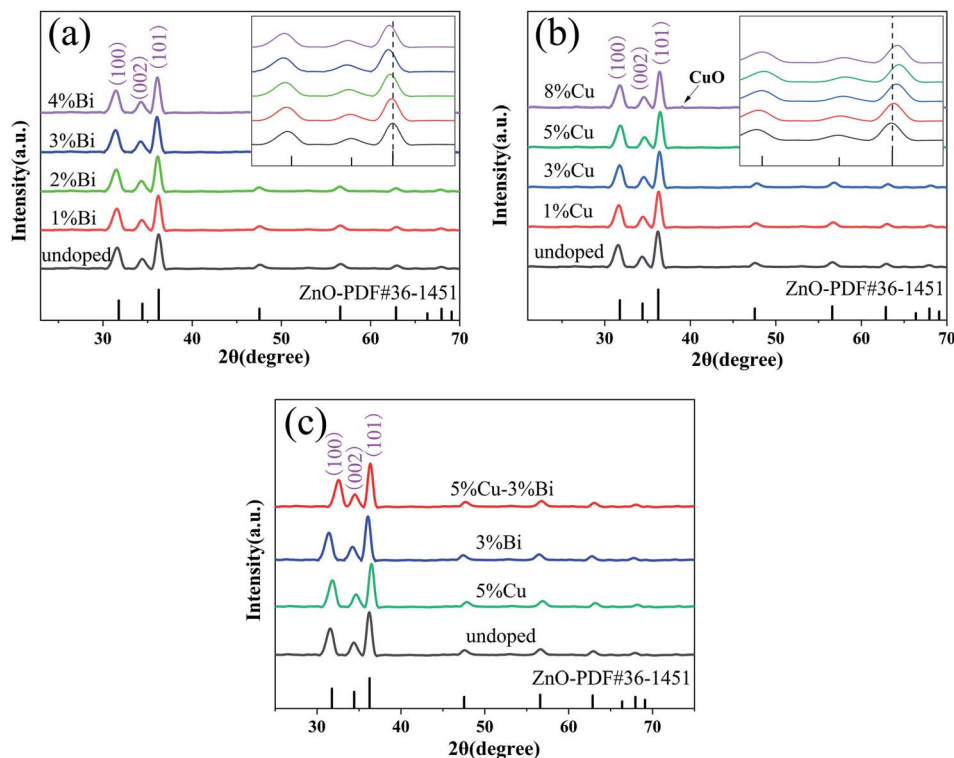 (a)
(100)
(002)
(101)
4%Bi
3%Bi
2%Bi
1%Bi
undoped
ZnO-PDF#36-1451
Intensity(a.u.)
30 40 50 60 70
2θ(degree)
(b)
(100)
(002)
(101)
CuO
8%Cu
5%Cu
3%Cu
1%Cu
undoped
ZnO-PDF#36-1451
Intensity(a.u.)
30 40 50 60 70
2θ(degree)
(c)
(100)
(002)
(101)
5%Cu-3%Bi
3%Bi
5%Cu
undoped
ZnO-PDF#36-1451
Intensity(a.u.)
30 40 50 60 70
2θ(degree)